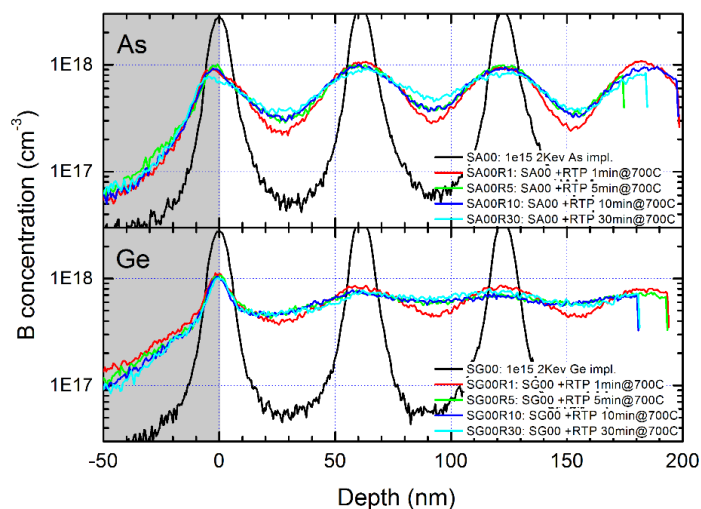 As
1E18
1E17
SA00: 1e15 2Kev As impl.
SA00R1: SA00 +RTP 1min@700C
SA00R5: SA00 +RTP 5min@700C
SA00R10: SA00 +RTP 10min@700C
SA00R30: SA00 +RTP 30min@700C
B concentration (cm-3)
Ge
1E18
1E17
SG00: 1e15 2Kev Ge impl.
SG00R1: SG00 +RTP 1min@700C
SG00R5: SG00 +RTP 5min@700C
SG00R10: SG00 +RTP 10min@700C
SG00R30: SG00 +RTP 30min@700C
-50 0 50 100 150 200
Depth (nm)